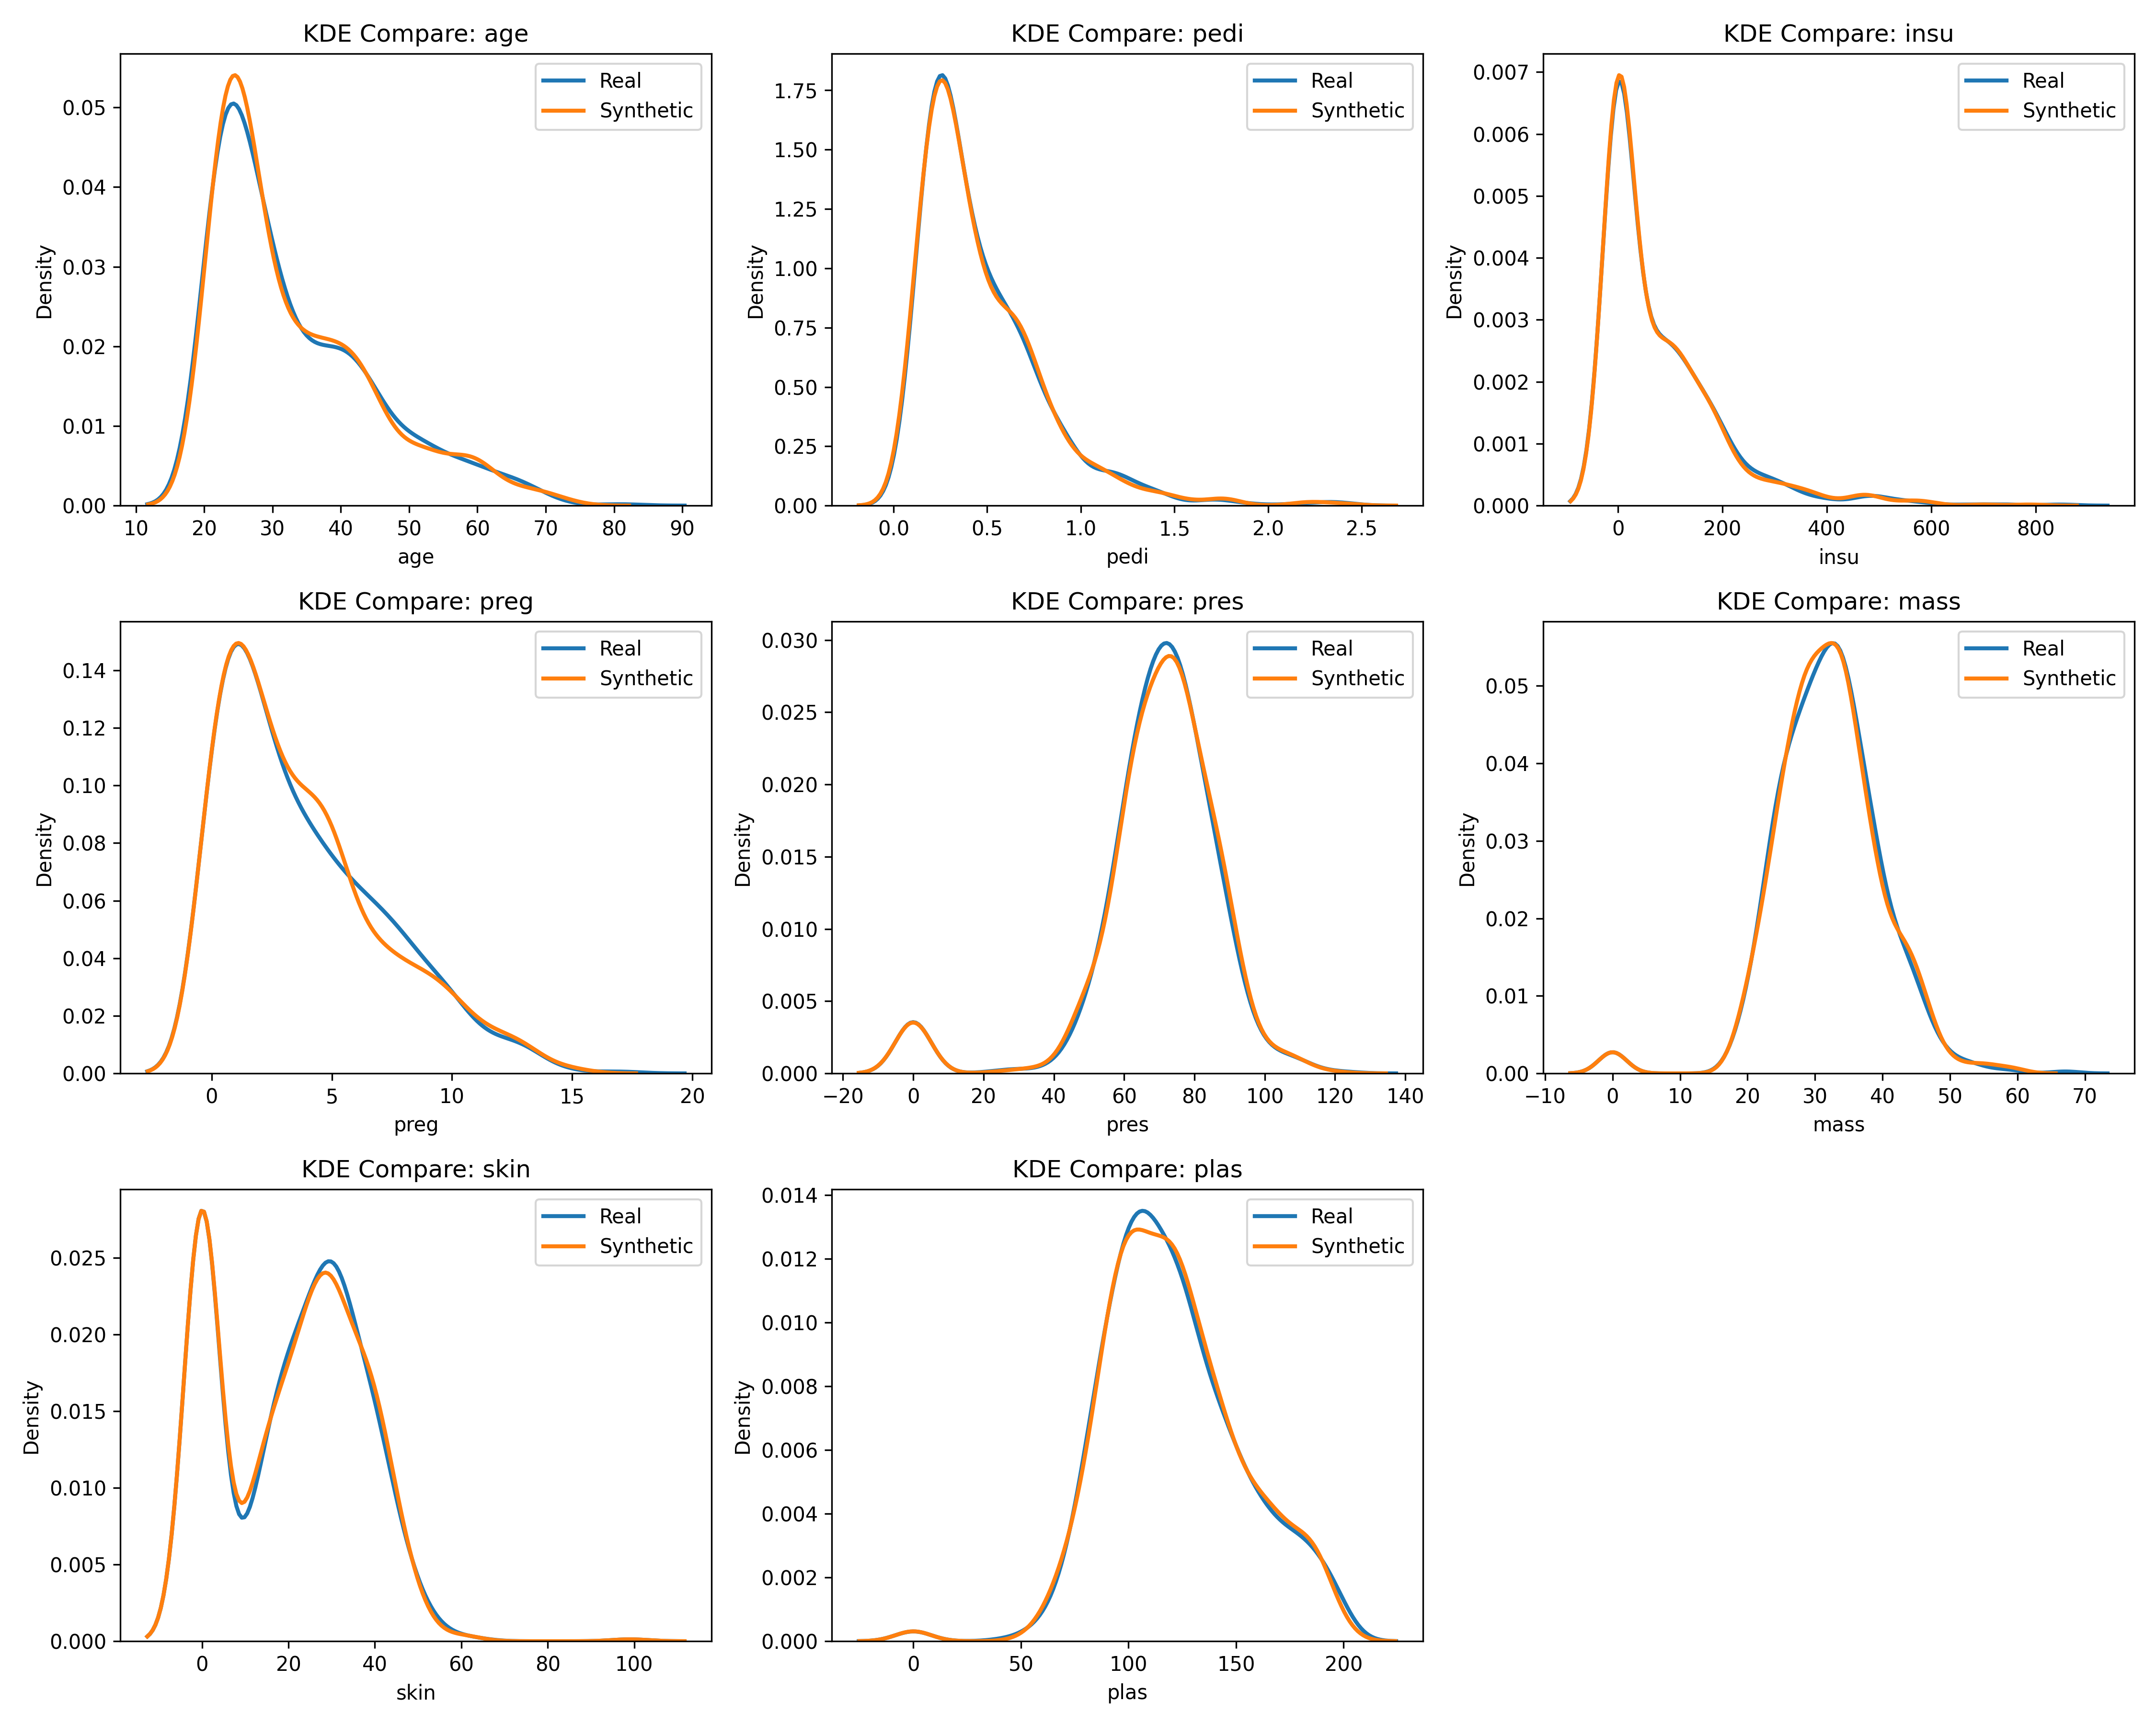 KDE Compare: age
Real
Synthetic
0.05
0.04
0.03
0.02
0.01
0.00
Density
10 20 30 40 50 60 70 80 90
age
KDE Compare: pedi
Real
Synthetic
1.75
1.50
1.25
1.00
0.75
0.50
0.25
0.00
Density
0.0 0.5 1.0 1.5 2.0 2.5
pedi
KDE Compare: insu
Real
Synthetic
0.007
0.006
0.005
0.004
0.003
0.002
0.001
0.000
Density
0 200 400 600 800
insu
KDE Compare: preg
Real
Synthetic
0.14
0.12
0.10
0.08
0.06
0.04
0.02
0.00
Density
0 5 10 15 20
preg
KDE Compare: pres
Real
Synthetic
0.030
0.025
0.020
0.015
0.010
0.005
0.000
Density
−20 0 20 40 60 80 100 120 140
pres
KDE Compare: mass
Real
Synthetic
0.05
0.04
0.03
0.02
0.01
0.00
Density
−10 0 10 20 30 40 50 60 70
mass
KDE Compare: skin
Real
Synthetic
0.025
0.020
0.015
0.010
0.005
0.000
Density
0 20 40 60 80 100
skin
KDE Compare: plas
Real
Synthetic
0.014
0.012
0.010
0.008
0.006
0.004
0.002
0.000
Density
0 50 100 150 200
plas